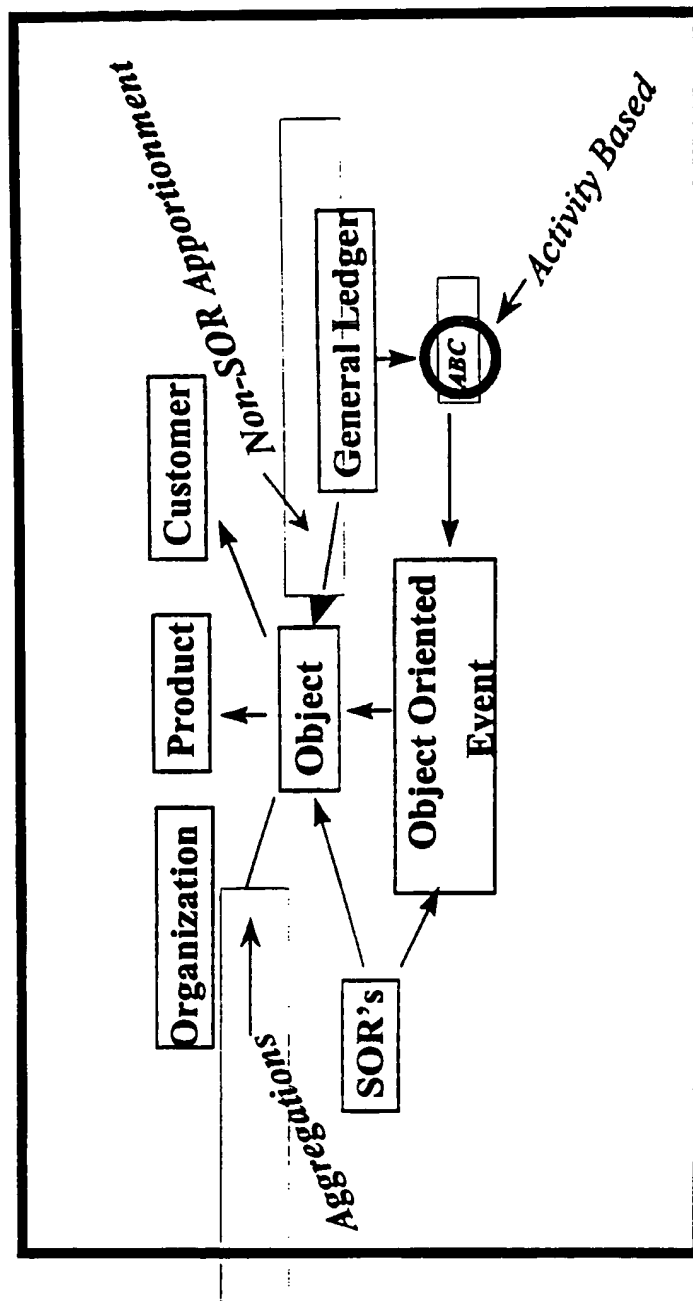 Organization
Product
Customer
Non-SOR Apportionment
Aggregations
Object
General Ledger
SOR's
Object Oriented
Event
ABC
Activity Based